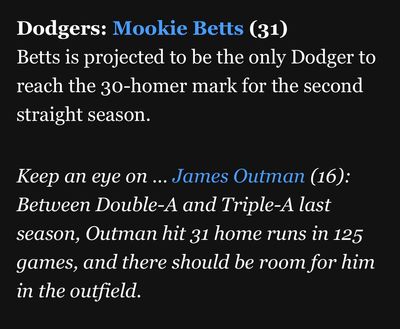 Dodgers: Mookie Betts (31)
Betts is projected to be the only Dodger to
reach the 30-homer mark for the second
straight season.
Keep an eye on ... James Outman (16):
Between Double-A and Triple-A last
season, Outman hit 31 home runs in 125
games, and there should be room for him
in the outfield.